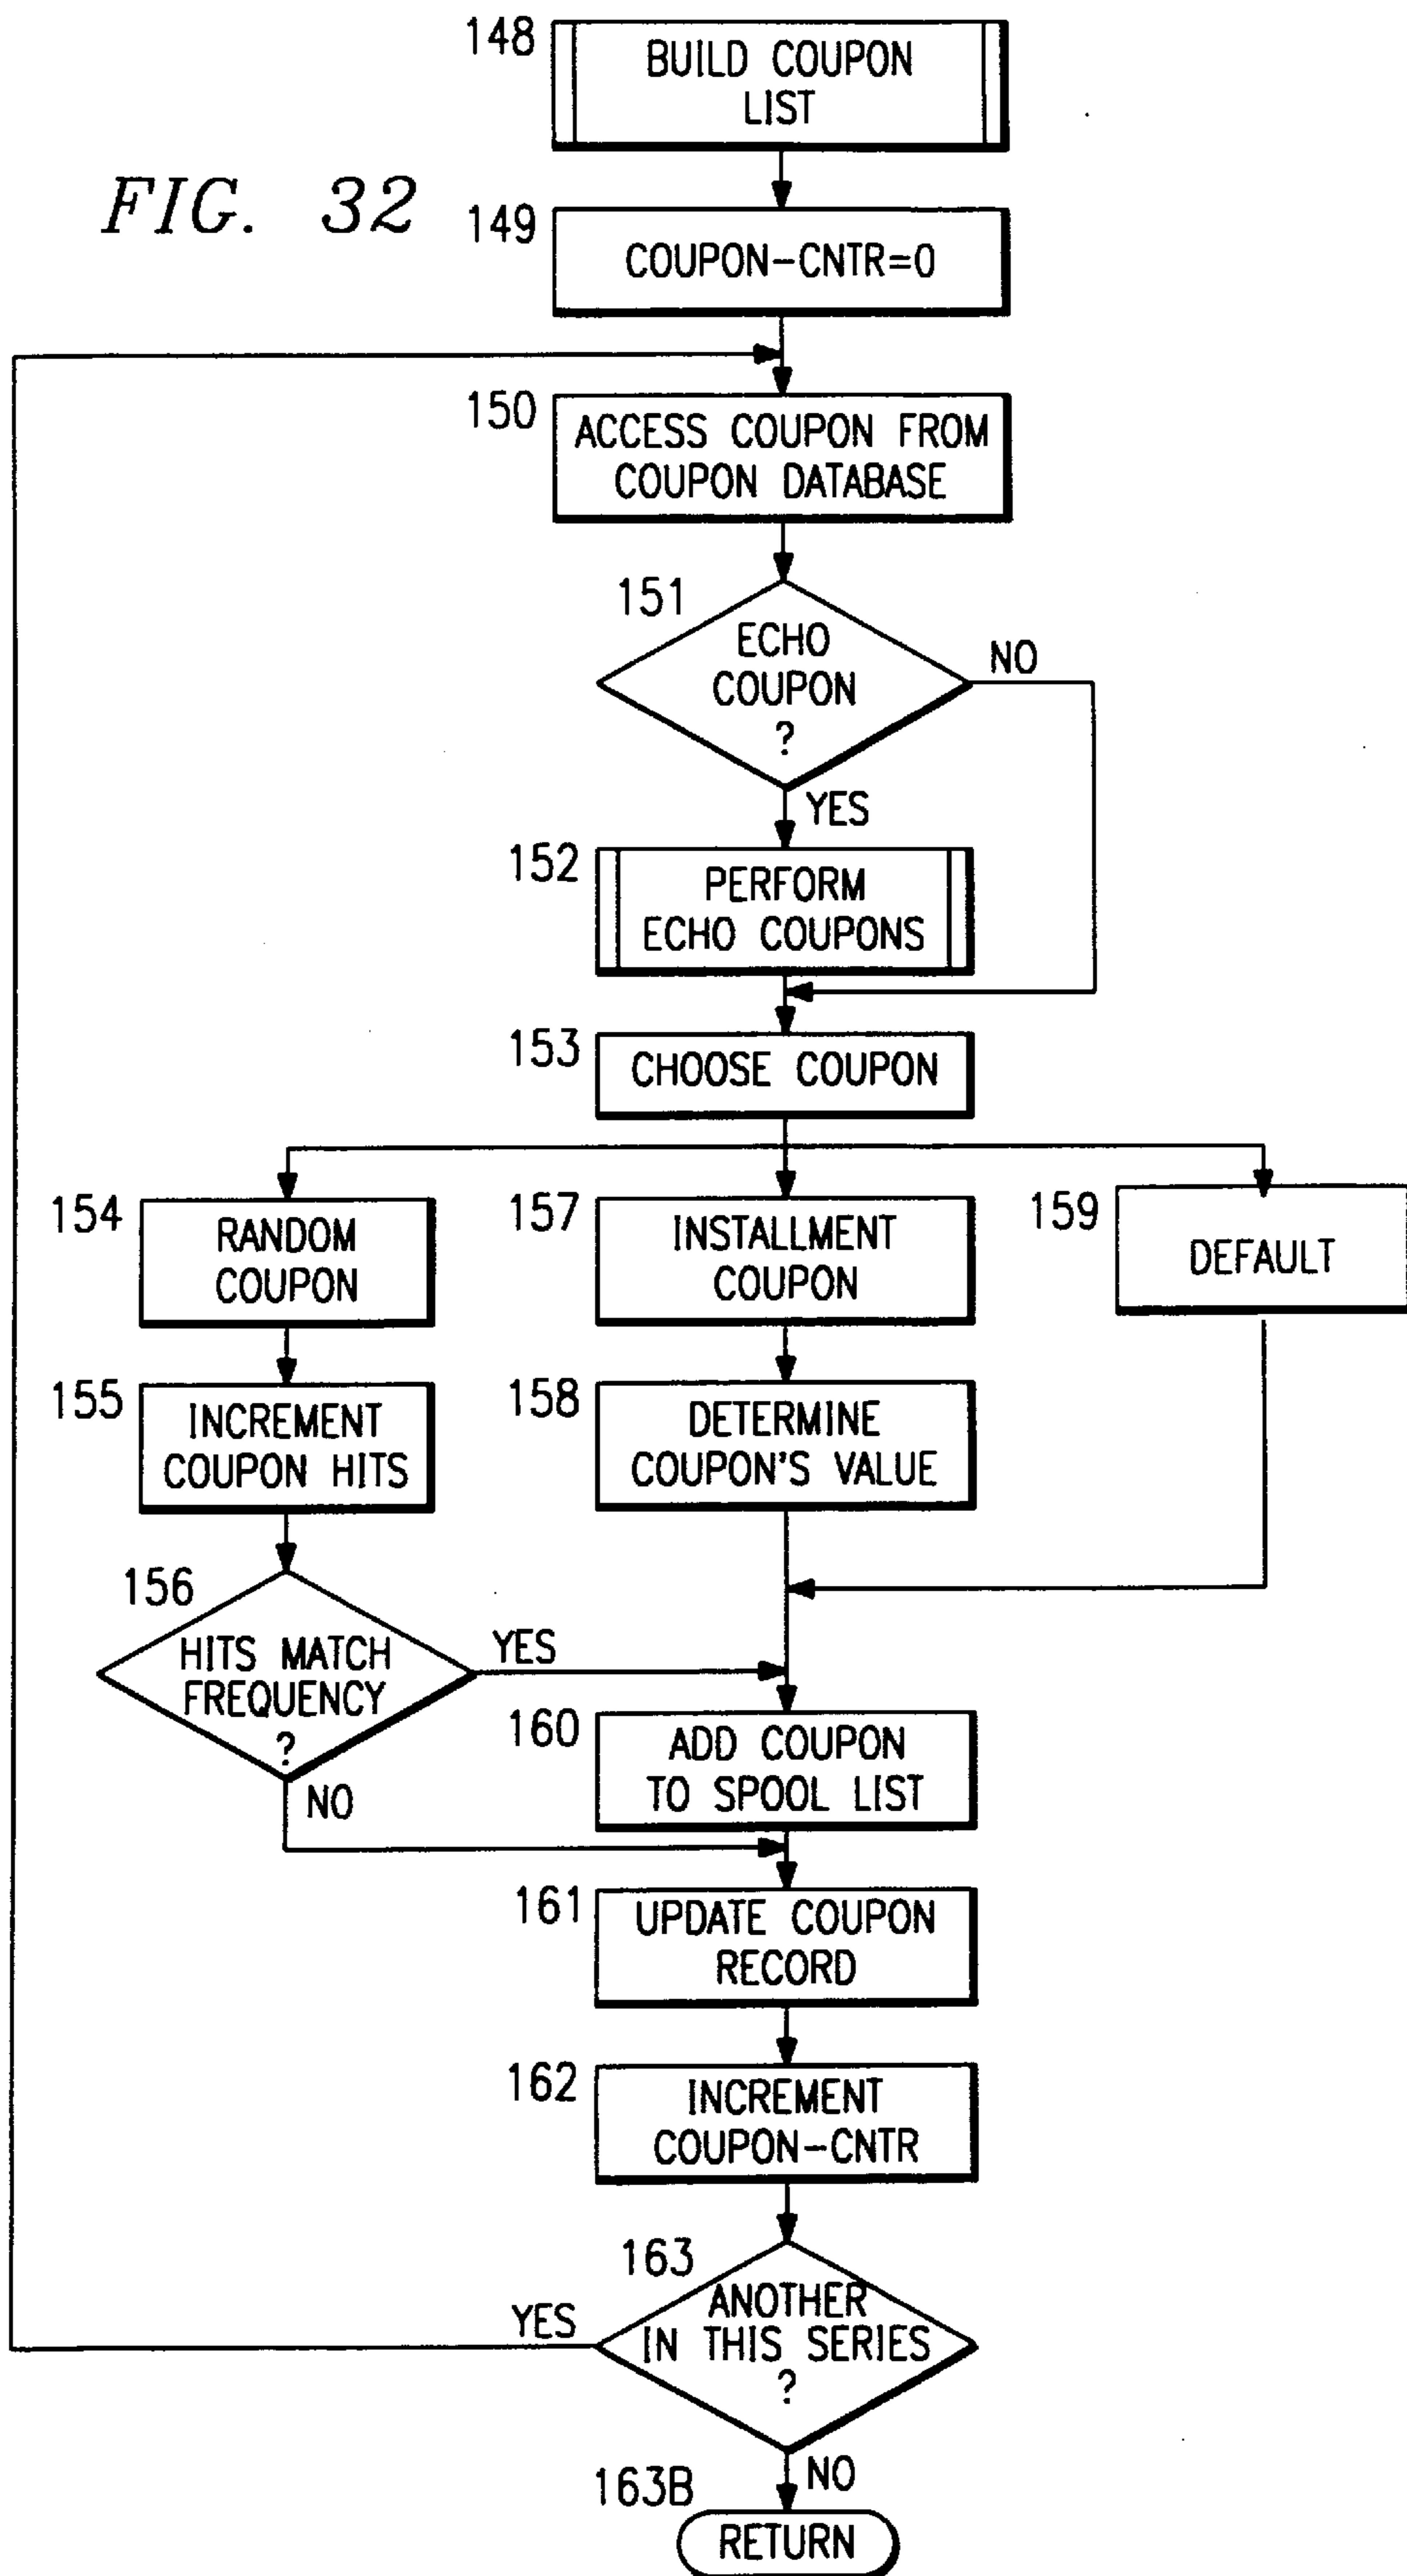 148
BUILD COUPON
LIST
FIG. 32
149
COUPON-CNTR=0
150
ACCESS COUPON FROM
COUPON DATABASE
151
ECHO
COUPON
?
NO
YES
152
PERFORM
ECHO COUPONS
153
CHOOSE COUPON
154
RANDOM
COUPON
157
INSTALLMENT
COUPON
159
DEFAULT
155
INCREMENT
COUPON HITS
158
DETERMINE
COUPON'S VALUE
156
HITS MATCH
FREQUENCY
?
YES
NO
160
ADD COUPON
TO SPOOL LIST
161
UPDATE COUPON
RECORD
162
INCREMENT
COUPON-CNTR
163
ANOTHER
IN THIS SERIES
?
YES
NO
163B
RETURN